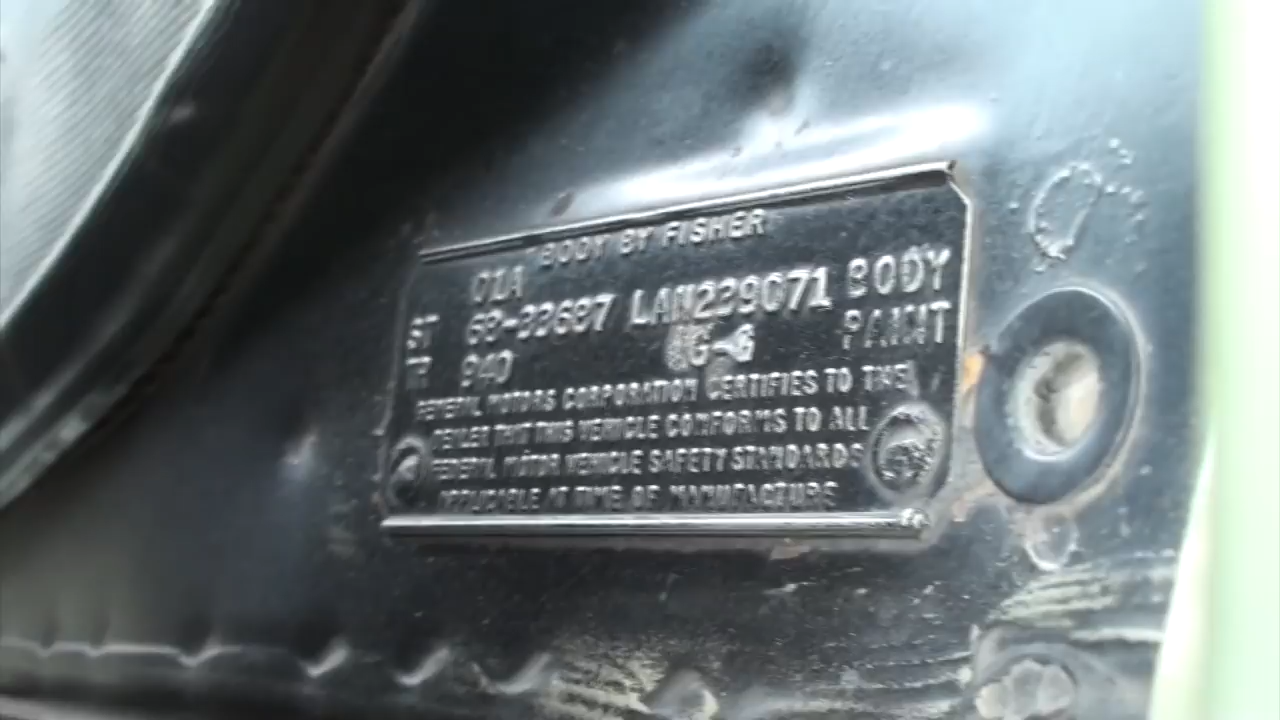 BODY BY FISHER
01A
ST 68-33687 LAN239071 BODY
TR 940 G-G PAINT
GENERAL MOTORS CORPORATION CERTIFIES TO THE
DEALER THAT THIS VEHICLE CONFORMS TO ALL
FEDERAL MOTOR VEHICLE SAFETY STANDARDS
APPLICABLE AT TIME OF MANUFACTURE